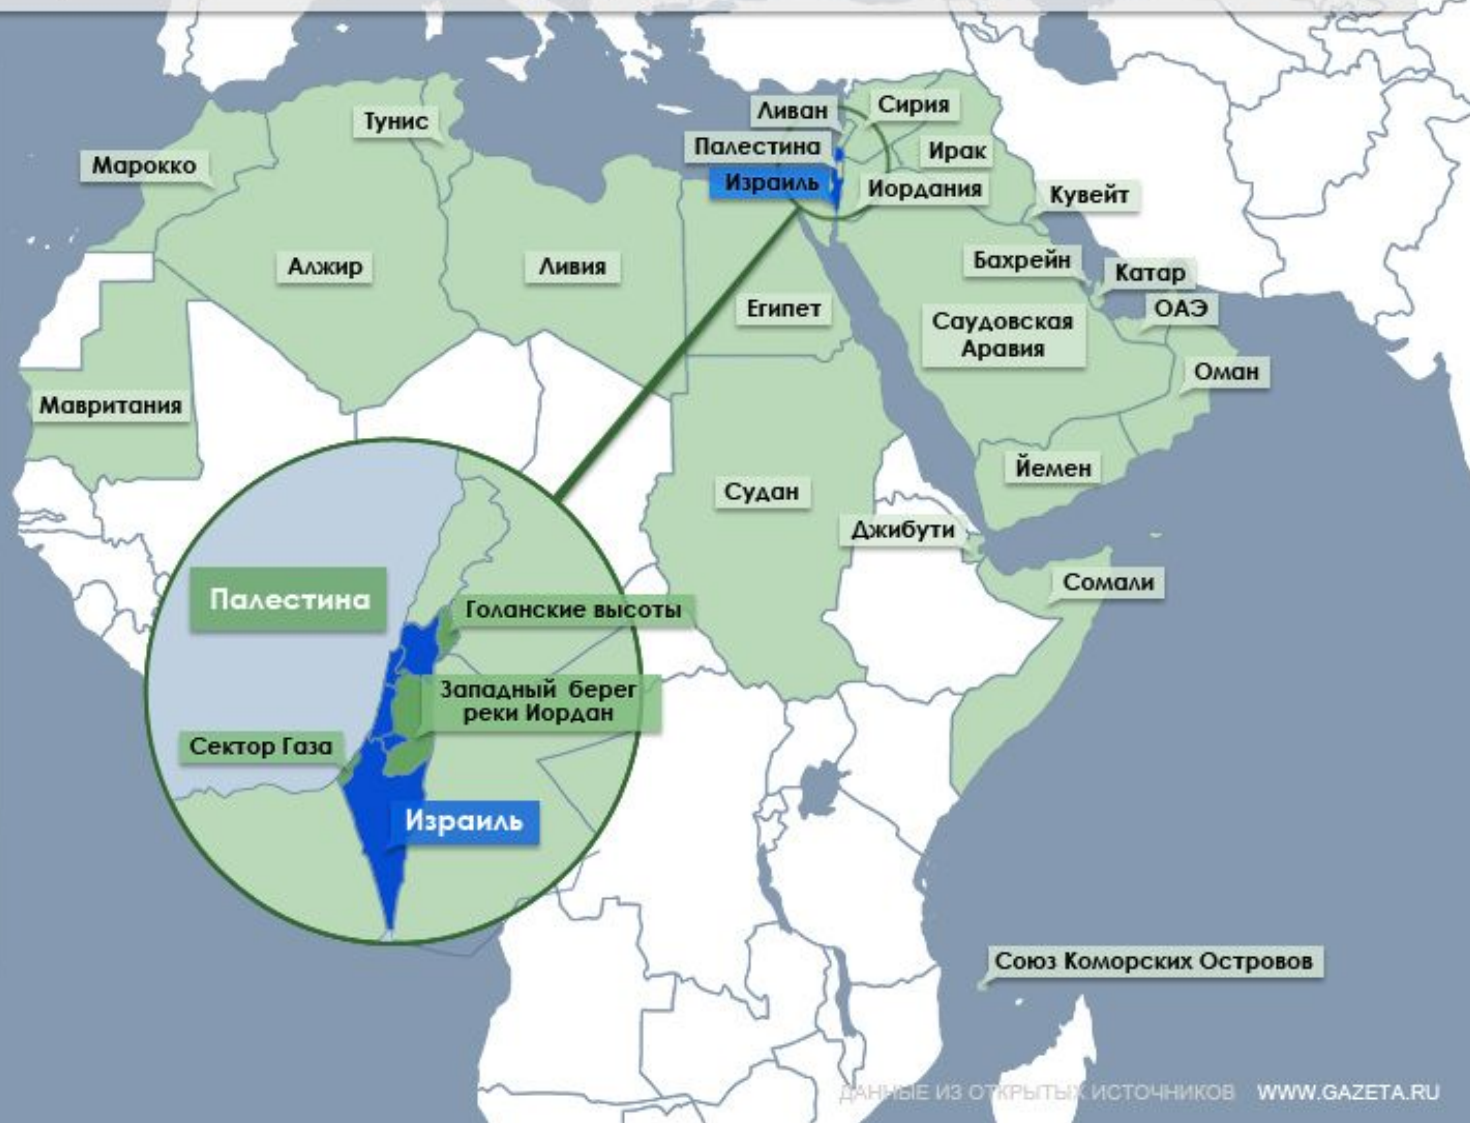 Ливан
Сирия
Тунис
Палестина
Ирак
Марокко
Израиль
Иордания
Кувейт
Бахрейн
Катар
Алжир
Ливия
Египет
ОАЭ
Саудовская
Аравия
Оман
Мавритания
Йемен
Судан
Джибути
Сомали
Палестина
Голанские высоты
Западный берег
реки Иордан
Сектор Газа
Израиль
Союз Коморских Островов
ДАННЫЕ ИЗ ОТКРЫТЫХ ИСТОЧНИКОВ WWW.GAZETA.RU